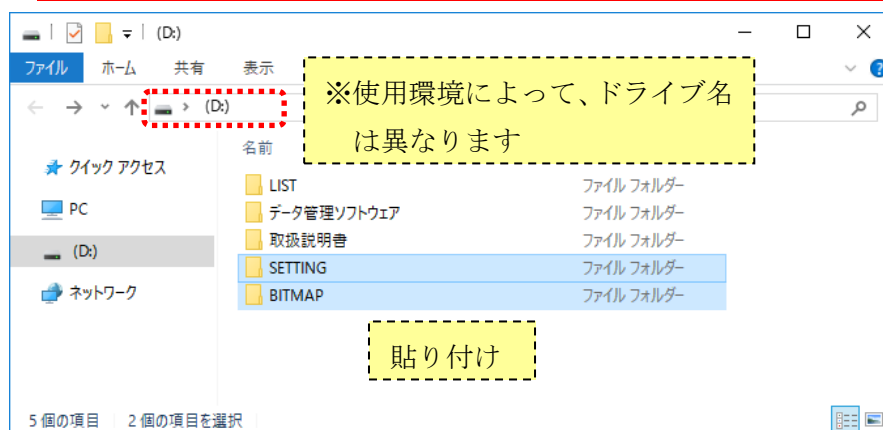 (D:)
ファイル ホーム 共有 表示
(D:)
※使用環境によって、ドライブ名
は異なります
名前
クイック アクセス
PC
(D:)
ネットワーク
LIST ファイル フォルダー
データ管理ソフトウェア ファイル フォルダー
取扱説明書 ファイル フォルダー
SETTING ファイル フォルダー
BITMAP ファイル フォルダー
貼り付け
5個の項目 2個の項目を選択